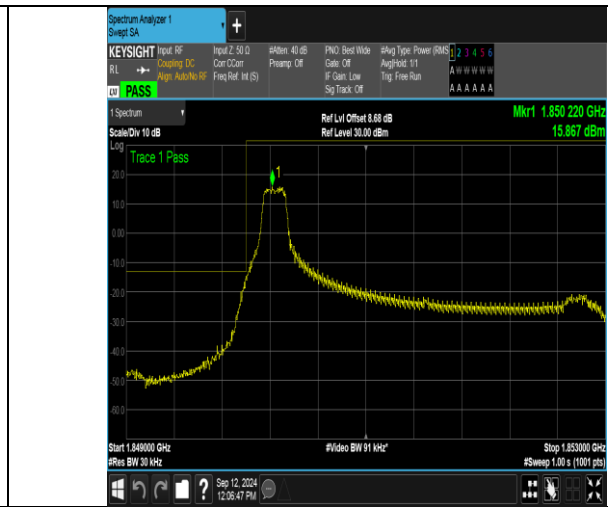 Spectrum Analyzer 1
Swept SA
+
KEYSIGHT
RL
LW PASS
Input: RF
Coupling: DC
Align: Auto/No RF
Input Z: 50 Ω
Corr CCorr
Freq Ref: Int (S)
#Atten: 40 dB
Preamp: Off
PNO: Best Wide
Gate: Off
IF Gain: Low
Sig Track: Off
#Avg Type: Power (RMS
Avg|Hold: 1/1
Trig: Free Run
1 2 3 4 5 6
A W W W W W
A A A A A A
1 Spectrum
Scale/Div 10 dB
Ref Lvl Offset 8.68 dB
Ref Level 30.00 dBm
Mkr1 1.850 220 GHz
15.867 dBm
Log
Trace 1 Pass
1
20.0
10.0
0.00
-10.0
-20.0
-30.0
-40.0
-50.0
-60.0
Start 1.849000 GHz
#Res BW 30 kHz
#Video BW 91 kHz*
Stop 1.853000 GHz
#Sweep 1.00 s (1001 pts)
?
Sep 12, 2024
12:06:47 PM